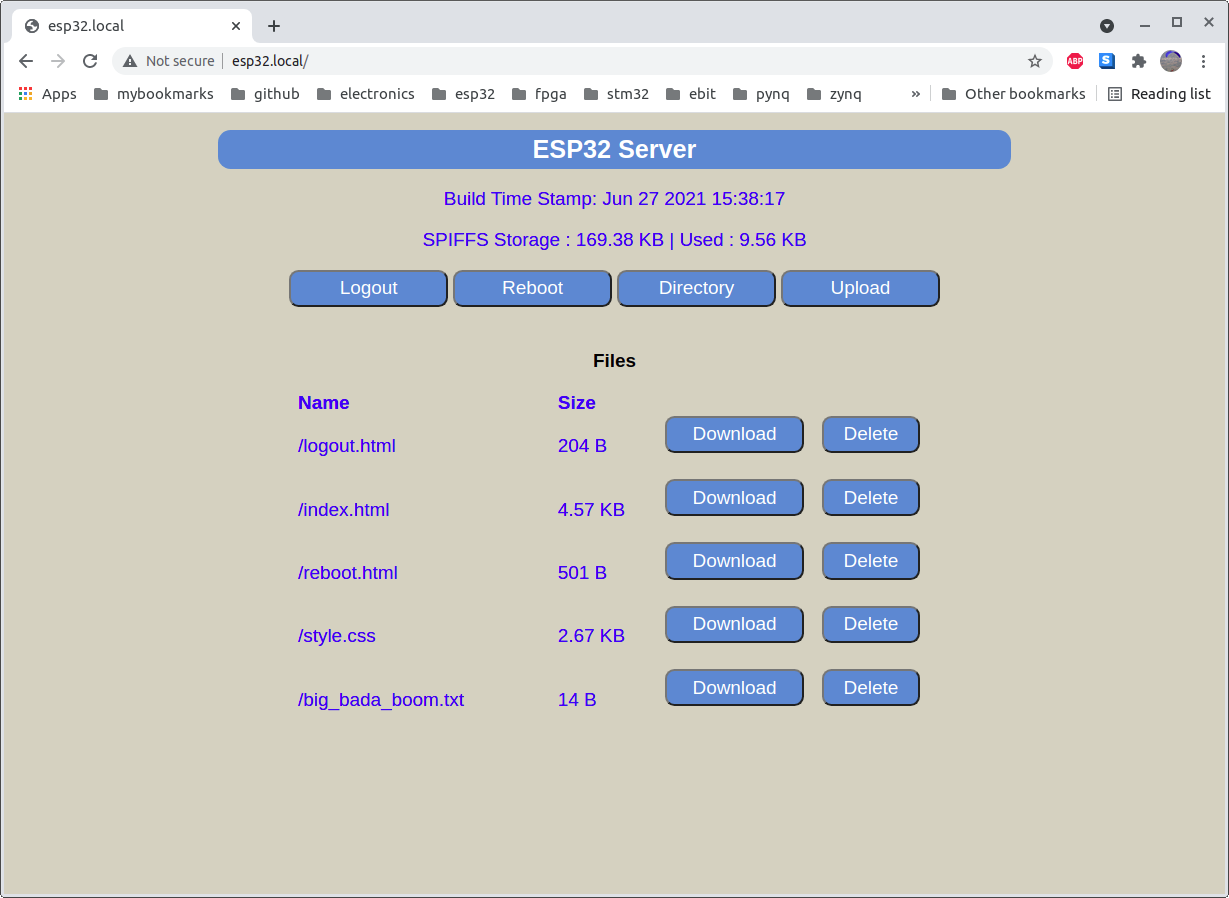 esp32.local
Not secure esp32.local/
ABP S
Apps mybookmarks github electronics esp32 fpga stm32 ebit pynq zynq » Other bookmarks Reading list
ESP32 Server
Build Time Stamp: Jun 27 2021 15:38:17
SPIFFS Storage : 169.38 KB | Used : 9.56 KB
Logout Reboot Directory Upload
Files
Name Size
/logout.html 204 B Download Delete
/index.html 4.57 KB Download Delete
/reboot.html 501 B Download Delete
/style.css 2.67 KB Download Delete
/big_bada_boom.txt 14 B Download Delete